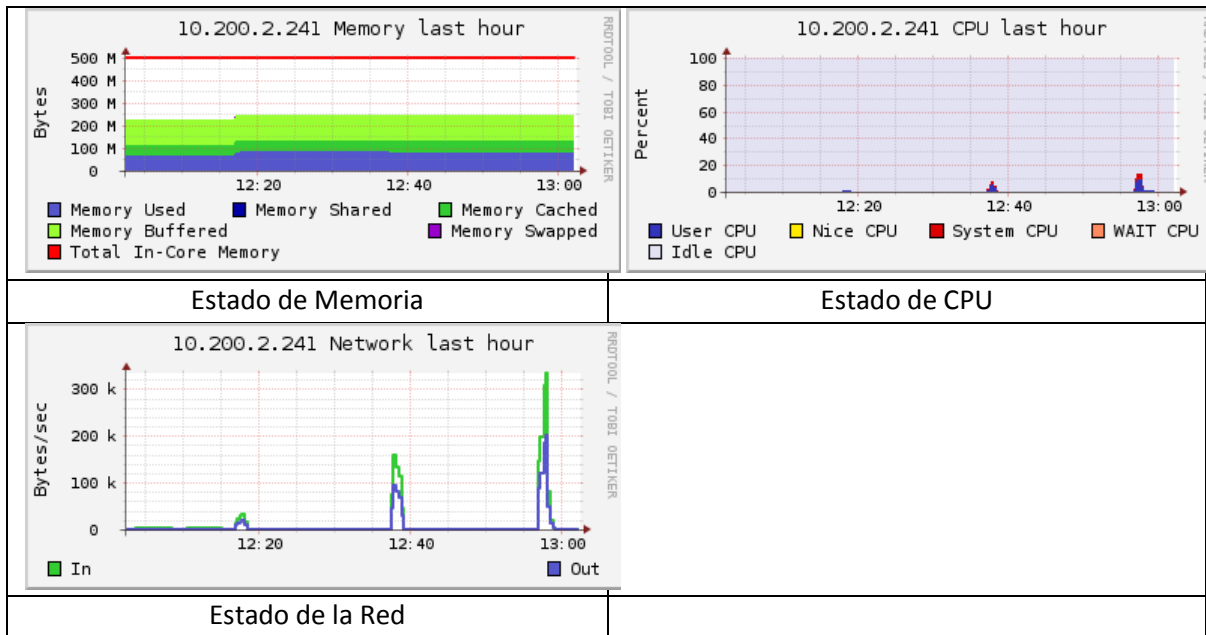 10.200.2.241 Memory last hour
RRDTOOL / TOBI OETIKER
Bytes
500 M
400 M
300 M
200 M
100 M
0
12:20 12:40 13:00
Memory Used Memory Shared Memory Cached
Memory Buffered Memory Swapped
Total In-Core Memory
10.200.2.241 CPU last hour
Percent
100
80
60
40
20
0
12:20 12:40 13:00
User CPU Nice CPU System CPU WAIT CPU
Idle CPU
Estado de Memoria Estado de CPU
10.200.2.241 Network last hour
RRDTOOL / TOBI OETIKER
Bytes/sec
300 k
200 k
100 k
0
12:20 12:40 13:00
In Out
Estado de la Red